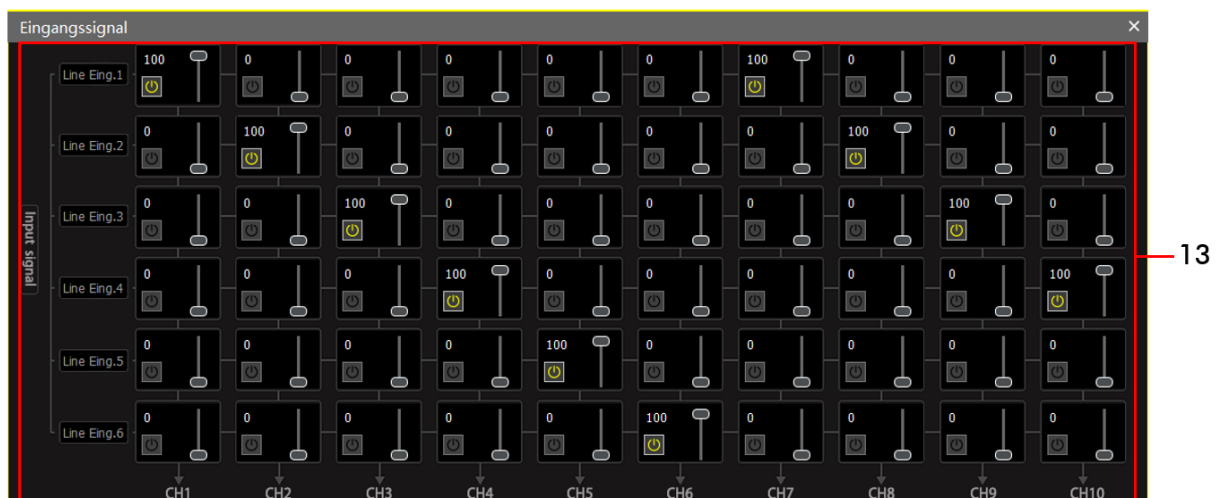 Eingangssignal ×
100 0 0 0 0 0 100 0 0 0
Line Eing.1
0 100 0 0 0 0 0 100 0 0
Line Eing.2
0 0 100 0 0 0 0 0 100 0
Line Eing.3
Input signal
13
0 0 0 100 0 0 0 0 0 100
Line Eing.4
0 0 0 0 100 0 0 0 0 0
Line Eing.5
0 0 0 0 0 100 0 0 0 0
Line Eing.6
CH1 CH2 CH3 CH4 CH5 CH6 CH7 CH8 CH9 CH10